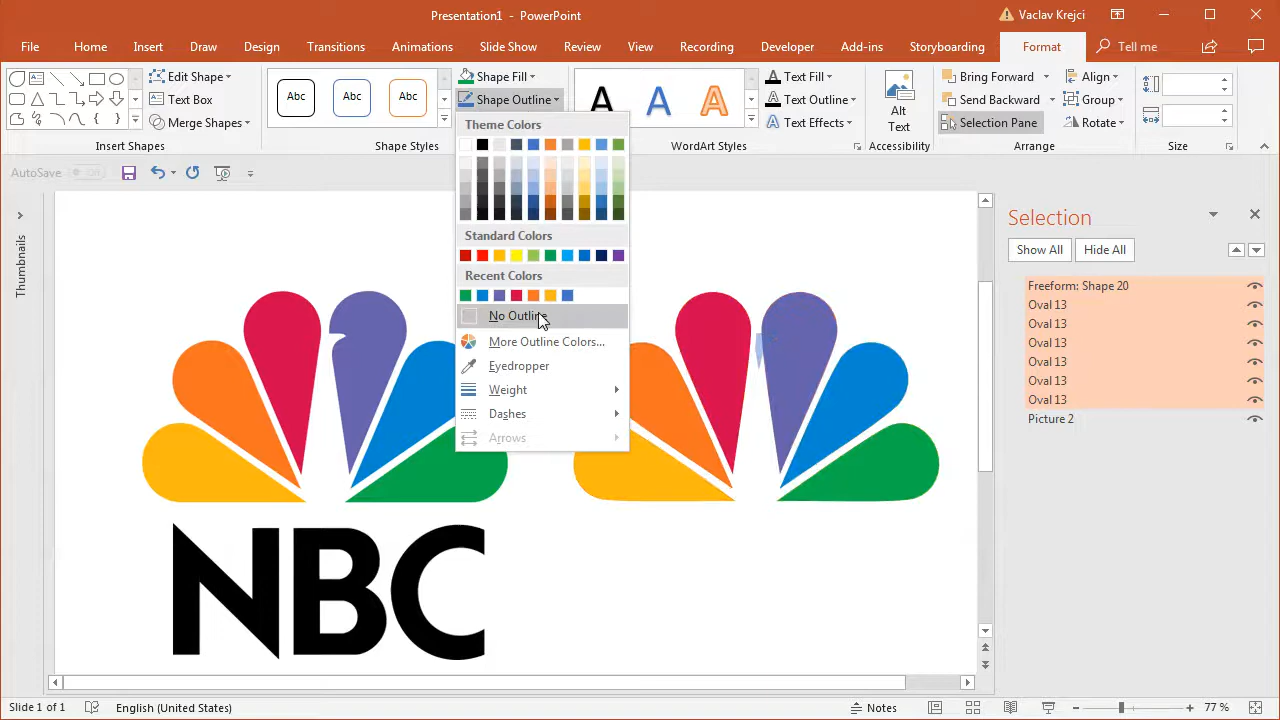 Presentation1 - PowerPoint
Vaclav Krejci
File Home Insert Draw Design Transitions Animations Slide Show Review View Recording Developer Add-ins Storyboarding Format Tell me
Edit Shape
Text Box
Merge Shapes
Insert Shapes
Abc Abc Abc
Shape Fill
Shape Outline
Shape Styles
A A A
Text Fill
Text Outline
Text Effects
WordArt Styles
Alt
Text
Accessibility
Bring Forward
Send Backward
Selection Pane
Align
Group
Rotate
Arrange
Size
AutoSave Off
Theme Colors
Standard Colors
Recent Colors
No Outline
More Outline Colors...
Eyedropper
Weight
Dashes
Arrows
Thumbnails
NBC
Selection
Show All Hide All
Freeform: Shape 20
Oval 13
Oval 13
Oval 13
Oval 13
Oval 13
Oval 13
Picture 2
Slide 1 of 1 English (United States) Notes 77 %